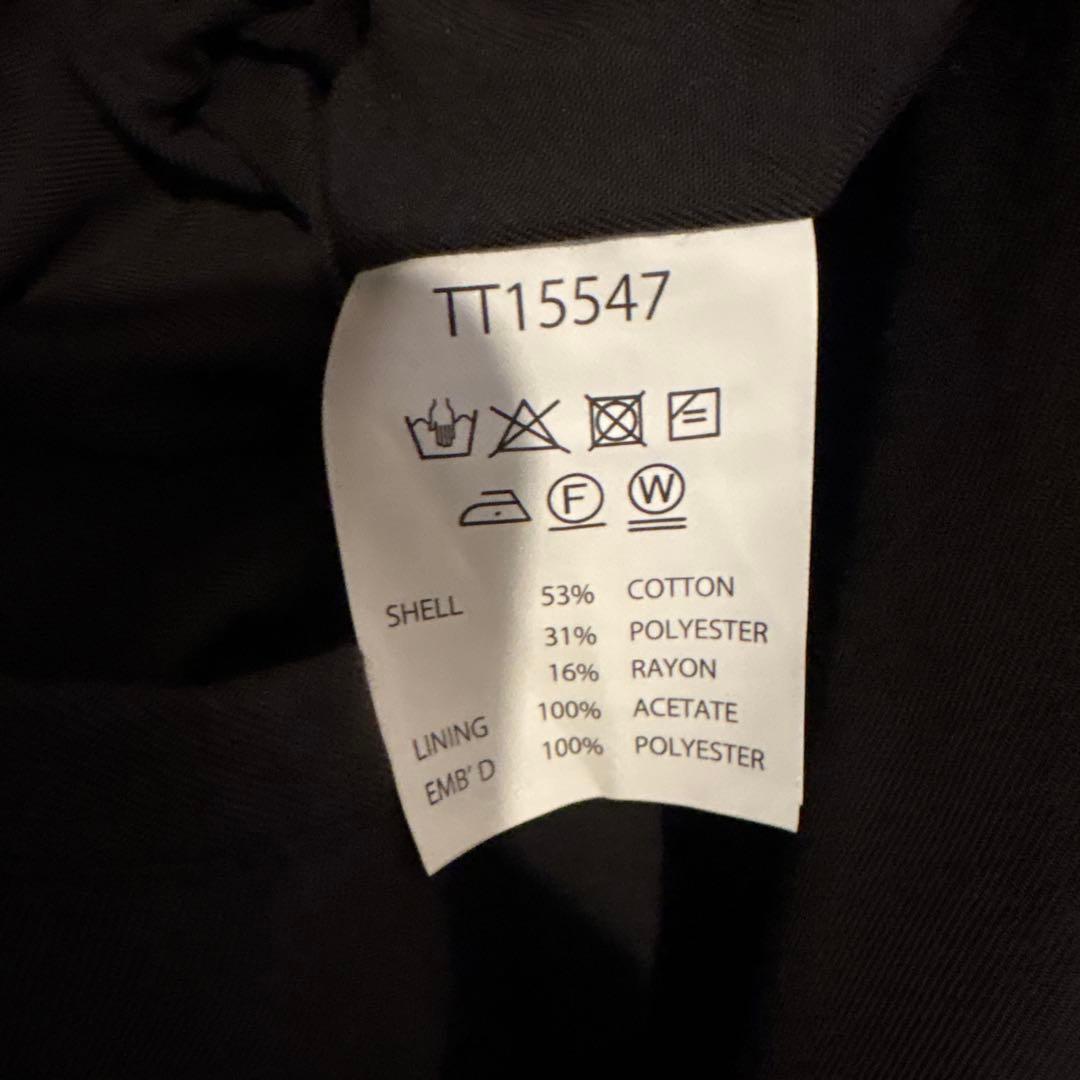 TT15547
F W
SHELL 53% COTTON
31% POLYESTER
16% RAYON
LINING 100% ACETATE
EMB'D 100% POLYESTER